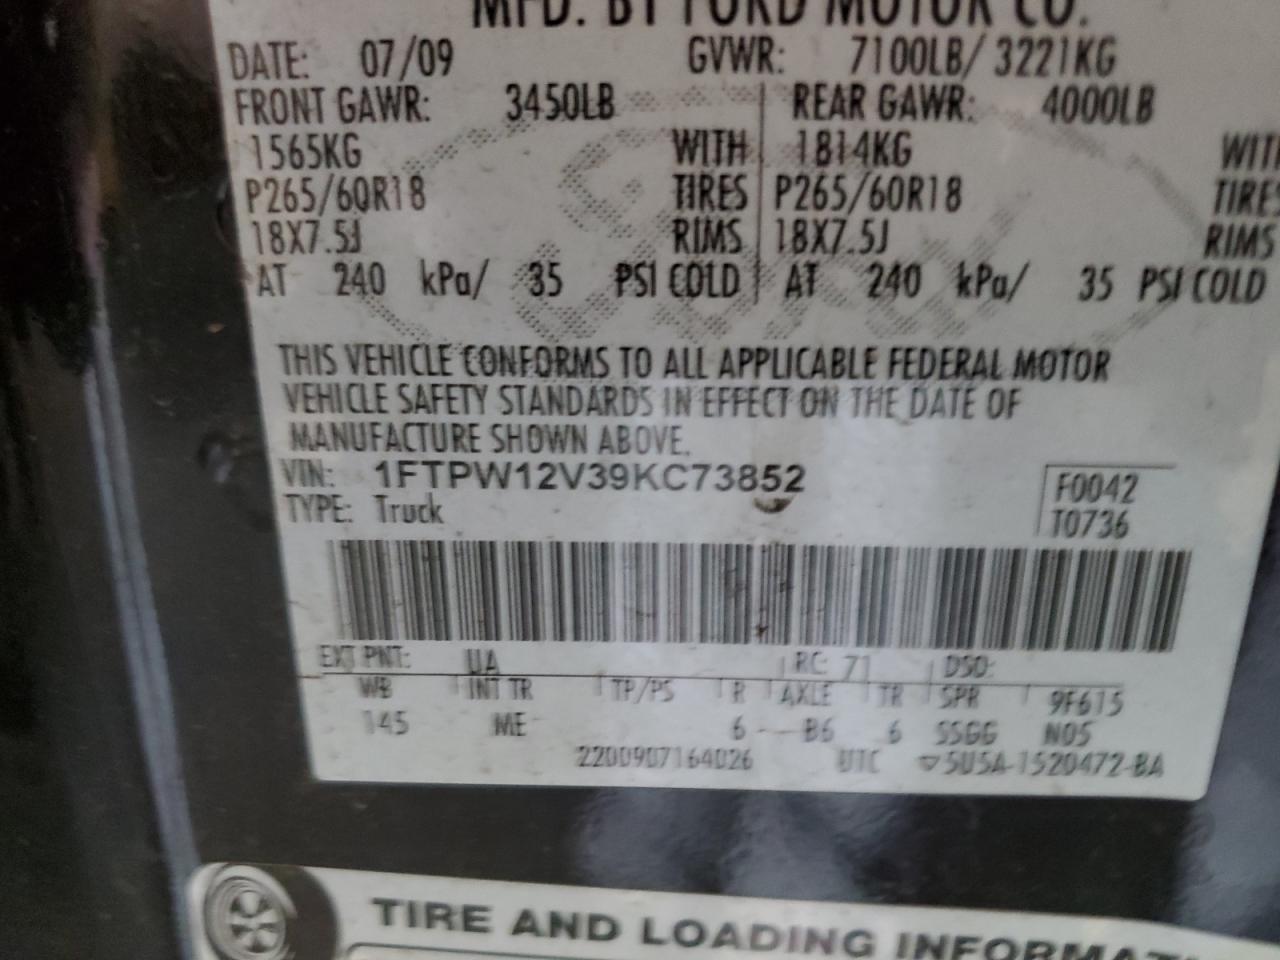 MFD. BY FORD MOTOR CO.
DATE: 07/09 GVWR: 7100LB/ 3221KG
FRONT GAWR: 3450LB REAR GAWR: 4000LB
1565KG WITH 1814KG WITH
P265/60R18 TIRES P265/60R18 TIRES
18X7.5J RIMS 18X7.5J RIMS
AT 240 kPa/ 35 PSI COLD AT 240 kPa/ 35 PSI COLD
THIS VEHICLE CONFORMS TO ALL APPLICABLE FEDERAL MOTOR
VEHICLE SAFETY STANDARDS IN EFFECT ON THE DATE OF
MANUFACTURE SHOWN ABOVE.
VIN: 1FTPW12V39KC73852 F0042
TYPE: Truck T0736
EXT PNT: UA RC: 71 DSO:
WB INT TR TP/PS R AXLE TR SPR 9F615
145 ME 6 B6 6 SSGG N05
2200907164026 UTC ▽5U5A-1520472-BA
TIRE AND LOADING INFORMATI